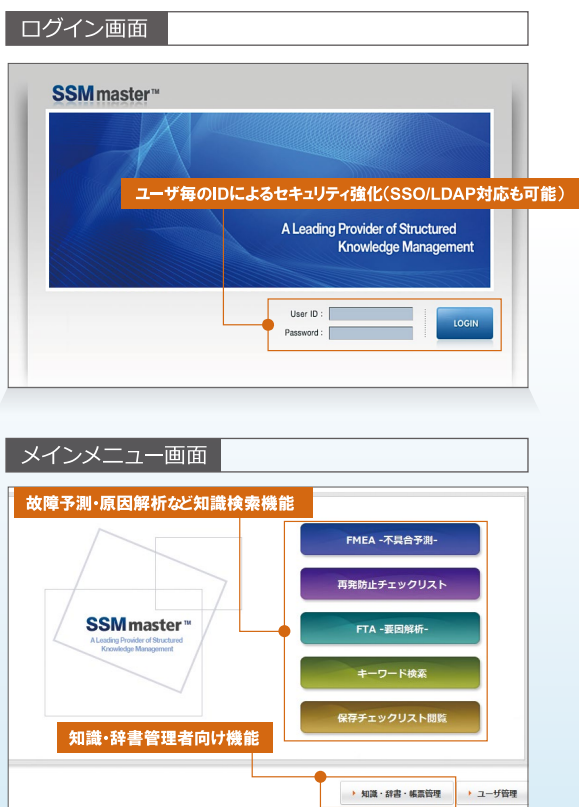 ログイン画面
SSM master™
ユーザ毎のIDによるセキュリティ強化(SSO/LDAP対応も可能)
A Leading Provider of Structured
Knowledge Management
User ID :
Password :
LOGIN
メインメニュー画面
故障予測・原因解析など知識検索機能
FMEA -不具合予測-
再発防止チェックリスト
FTA -要因解析-
キーワード検索
保存チェックリスト閲覧
SSM master™
A Leading Provider of Structured
Knowledge Management
知識・辞書管理者向け機能
知識・辞書・帳票管理
ユーザ管理